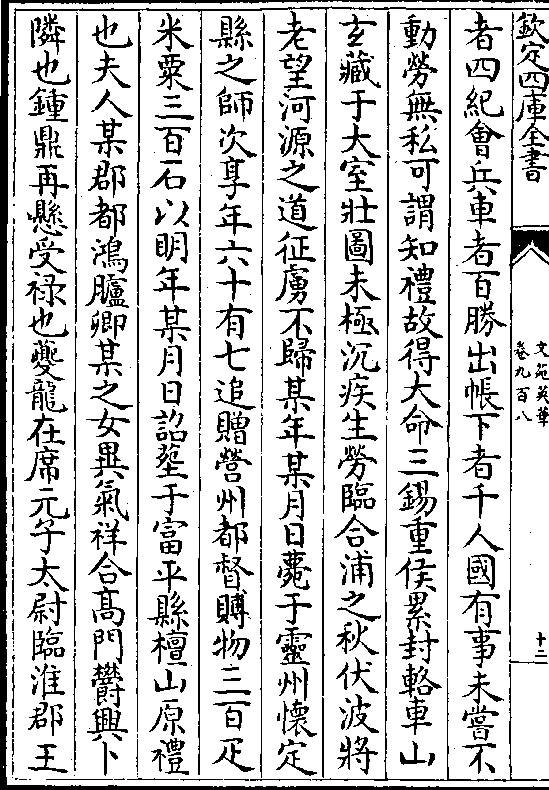 欽定四庫全書
文苑英華
卷九百八
十二
者四紀會兵車者百勝出帳下者千人國有事未嘗不
動勞無私可謂知禮故得大命三錫重侯累封輅車山
玄藏于大室壯圖未極沉疾生勞臨合浦之秋伏波將
老望河源之道征虜不歸某年某月日薨于靈州懷定
縣之師次享年六十有七追贈營州都督賻物三百疋
米粟三百石以明年某月日詔塟于富平縣檀山原禮
也夫人某郡都鴻臚卿某之女異氣祥合髙門欝興卜
隣也鍾鼎再懸受祿也夔龍在席元子太尉臨淮郡王